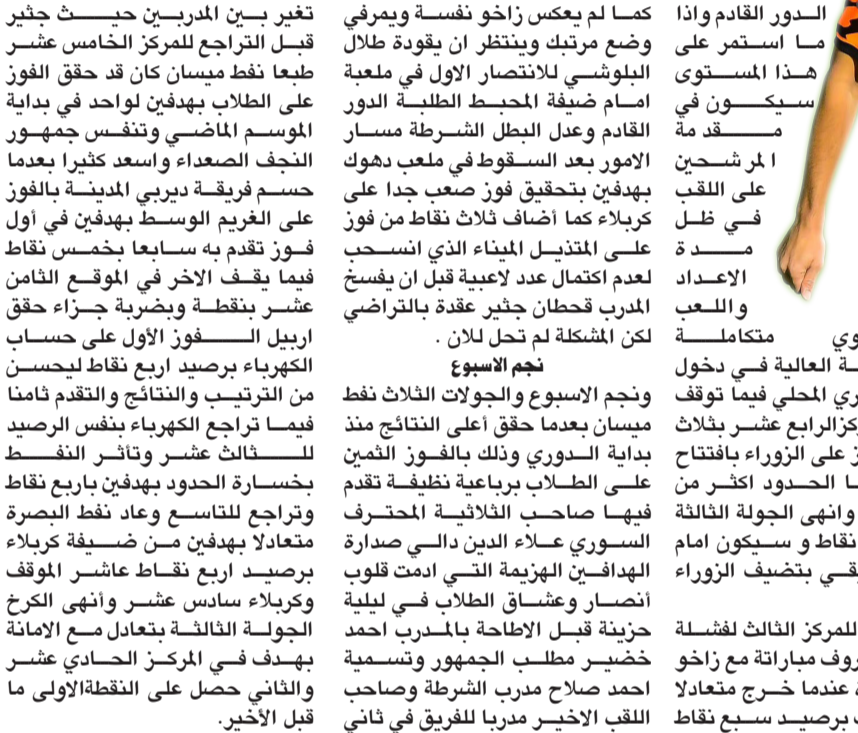 الدور القادم واذا
ما استمر على
هذا المستوى
سيكون في
مقدمة
المرشحين
على اللقب
في ظل
مدة
الاعداد
واللعب
متكاملة
العالية في دخول
المحلي فيما توقف
الرابع عشر بثلاث
على الزوراء بافتتاح
الحدود اكثر من
وانهى الجولة الثالثة
نقاط و سيكون امام
بتضيف الزوراء
للمركز الثالث لفشلة
مباراتة مع زاخو
عندما خرج متعادلا
برصيد سبع نقاط
كما لم يعكس زاخو نفسة ويمرفي
وضع مرتبك وينتظر ان يقودة طلال
البلوشي للانتصار الاول في ملعبة
امام ضيفة المحبط الطلبة الدور
القادم وعدل البطل الشرطة مسار
الامور بعد السقوط في ملعب دهوك
بهدفين بتحقيق فوز صعب جدا على
كربلاء كما أضاف ثلاث نقاط من فوز
على المتذيل الميناء الذي انسحب
لعدم اكتمال عدد لاعبية قبل ان يفسخ
المدرب قحطان جثير عقدة بالتراضي
لكن المشكلة لم تحل للان .
نجم الاسبوع
ونجم الاسبوع والجولات الثلاث نفط
ميسان بعدما حقق أعلى النتائج منذ
بداية الدوري وذلك بالفوز الثمين
على الطلاب برباعية نظيفة تقدم
فيها صاحب الثلاثية المحترف
السوري علاء الدين دالي صدارة
الهدافين الهزيمة التي ادمت قلوب
أنصار وعشاق الطلاب في ليلية
حزينة قبل الاطاحة بالمدرب احمد
خضير مطلب الجمهور وتسمية
احمد صلاح مدرب الشرطة وصاحب
اللقب الاخير مدربا للفريق في ثاني
تغير بين المدربين حيث جثير
قبل التراجع للمركز الخامس عشر
طبعا نفط ميسان كان قد حقق الفوز
على الطلاب بهدفين لواحد في بداية
الموسم الماضي وتنفس جمهور
النجف الصعداء واسعد كثيرا بعدما
حسم فريقة ديربي المدينة بالفوز
على الغريم الوسط بهدفين في أول
فوز تقدم به سابعا بخمس نقاط
فيما يقف الاخر في الموقع الثامن
عشر بنقطة وبضربة جزاء حقق
اربيل الفوز الأول على حساب
الكهرباء برصيد اربع نقاط ليحسن
من الترتيب والنتائج والتقدم ثامنا
فيما تراجع الكهرباء بنفس الرصيد
للثالث عشر وتأثر النفط
بخسارة الحدود بهدفين باربع نقاط
وتراجع للتاسع وعاد نفط البصرة
متعادلا بهدفين من ضيفة كربلاء
برصيد اربع نقاط عاشر الموقف
وكربلاء سادس عشر وأنهى الكرخ
الجولة الثالثة بتعادل مع الامانة
بهدف في المركز الحادي عشر
والثاني حصل على النقطةالاولى ما
قبل الأخير.